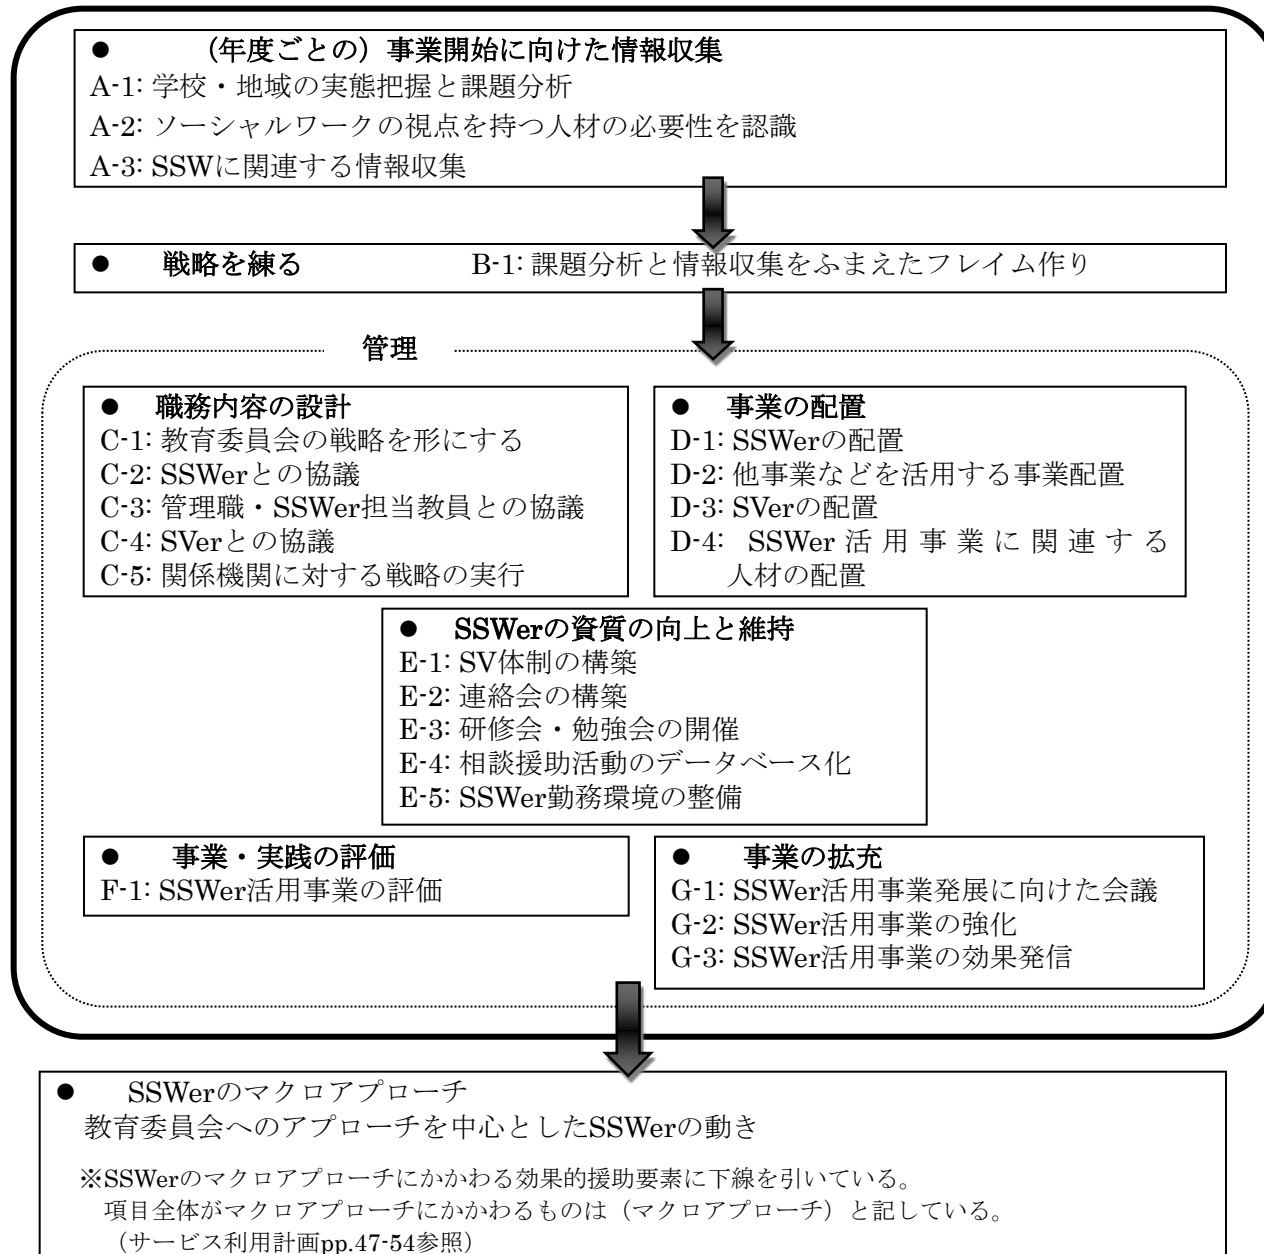 ● （年度ごとの）事業開始に向けた情報収集
A-1: 学校・地域の実態把握と課題分析
A-2: ソーシャルワークの視点を持つ人材の必要性を認識
A-3: SSWに関連する情報収集
● 戦略を練る B-1: 課題分析と情報収集をふまえたフレイム作り
管理
● 職務内容の設計
C-1: 教育委員会の戦略を形にする
C-2: SSWerとの協議
C-3: 管理職・SSWer担当教員との協議
C-4: SVerとの協議
C-5: 関係機関に対する戦略の実行
● 事業の配置
D-1: SSWerの配置
D-2: 他事業などを活用する事業配置
D-3: SVerの配置
D-4: SSWer活用事業に関連する
人材の配置
● SSWerの資質の向上と維持
E-1: SV体制の構築
E-2: 連絡会の構築
E-3: 研修会・勉強会の開催
E-4: 相談援助活動のデータベース化
E-5: SSWer勤務環境の整備
● 事業・実践の評価
F-1: SSWer活用事業の評価
● 事業の拡充
G-1: SSWer活用事業発展に向けた会議
G-2: SSWer活用事業の強化
G-3: SSWer活用事業の効果発信
● SSWerのマクロアプローチ
教育委員会へのアプローチを中心としたSSWerの動き
※SSWerのマクロアプローチにかかわる効果的援助要素に下線を引いている。
項目全体がマクロアプローチにかかわるものは（マクロアプローチ）と記している。
（サービス利用計画pp.47-54参照）